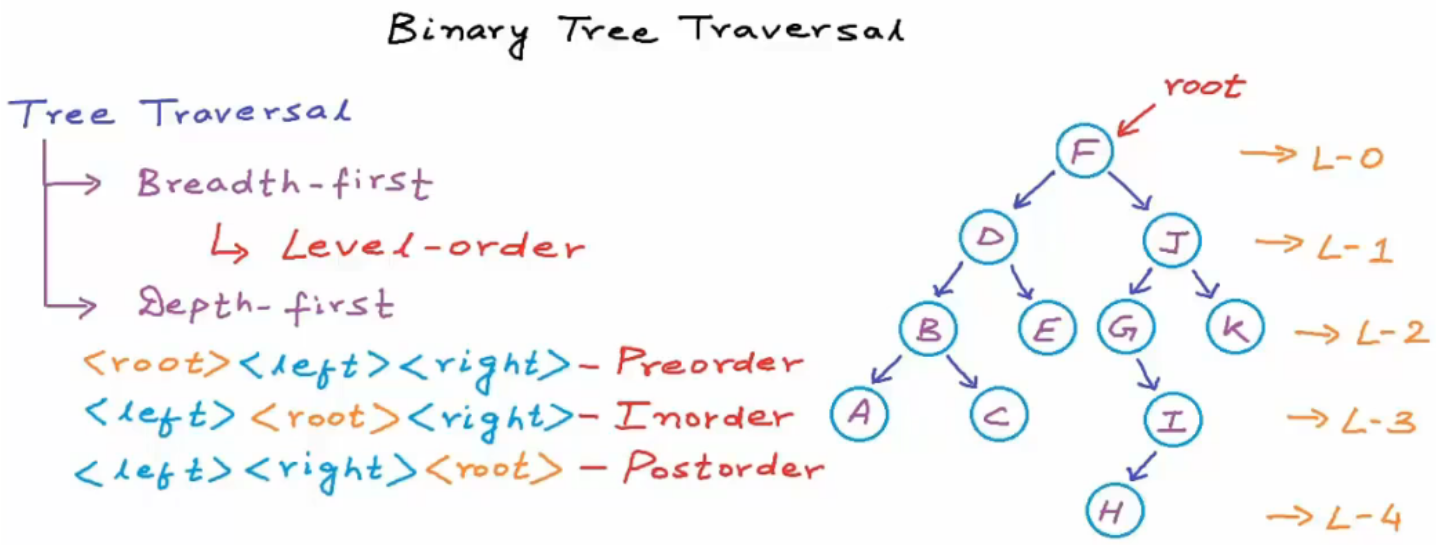 Binary Tree Traversal
Tree Traversal
Breadth-first
Level-order
Depth-first
<root><left><right> - Preorder
<left><root><right> - Inorder
<left><right><root> - Postorder
root
F → L-0
D J → L-1
B E G K → L-2
A C I → L-3
H → L-4